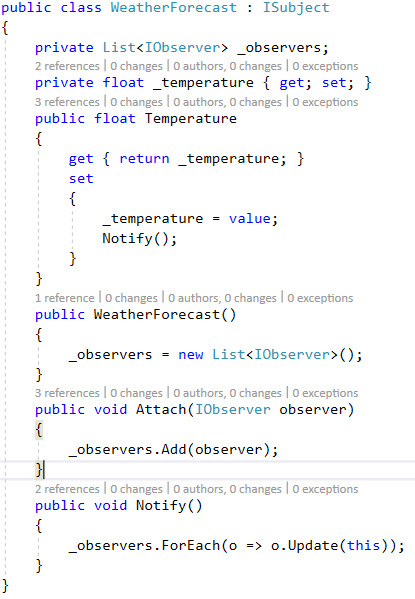 public class WeatherForecast : ISubject
{
    private List<IObserver> _observers;
    2 references | 0 changes | 0 authors, 0 changes | 0 exceptions
    private float _temperature { get; set; }
    3 references | 0 changes | 0 authors, 0 changes | 0 exceptions
    public float Temperature
    {
        get { return _temperature; }
        set
        {
            _temperature = value;
            Notify();
        }
    }
    1 reference | 0 changes | 0 authors, 0 changes | 0 exceptions
    public WeatherForecast()
    {
        _observers = new List<IObserver>();
    }
    3 references | 0 changes | 0 authors, 0 changes | 0 exceptions
    public void Attach(IObserver observer)
    {
        _observers.Add(observer);
    }
    2 references | 0 changes | 0 authors, 0 changes | 0 exceptions
    public void Notify()
    {
        _observers.ForEach(o => o.Update(this));
    }
}